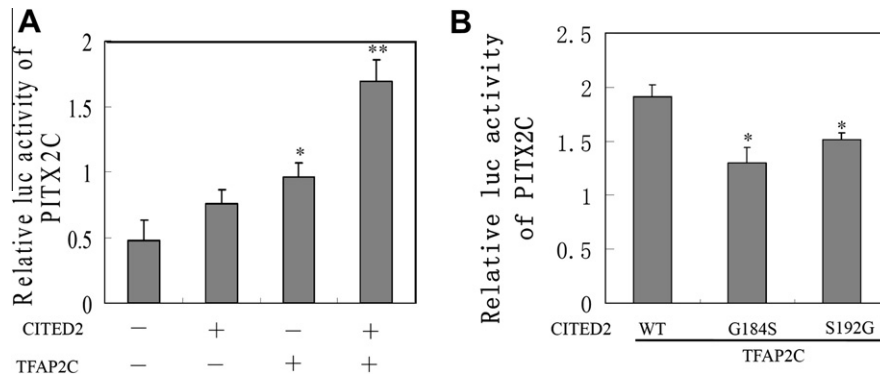 A
Relative luc activity of
PITX2C
2
1.5
1
0.5
0
*
**
CITED2 − + − +
TFAP2C − − + +
B
Relative luc activity
of PITX2C
2.5
2
1.5
1
0.5
0
*
*
CITED2 WT G184S S192G
TFAP2C